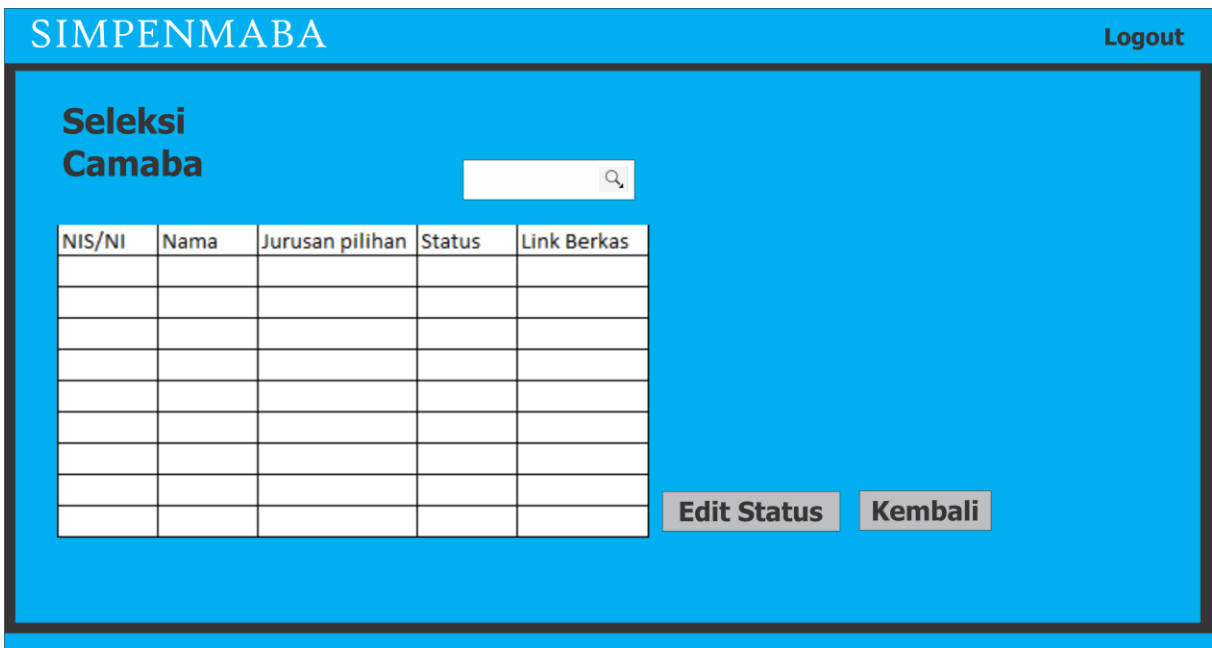 SIMPENMABA
Logout
Seleksi
Camaba
NIS/NI Nama Jurusan pilihan Status Link Berkas
Edit Status Kembali